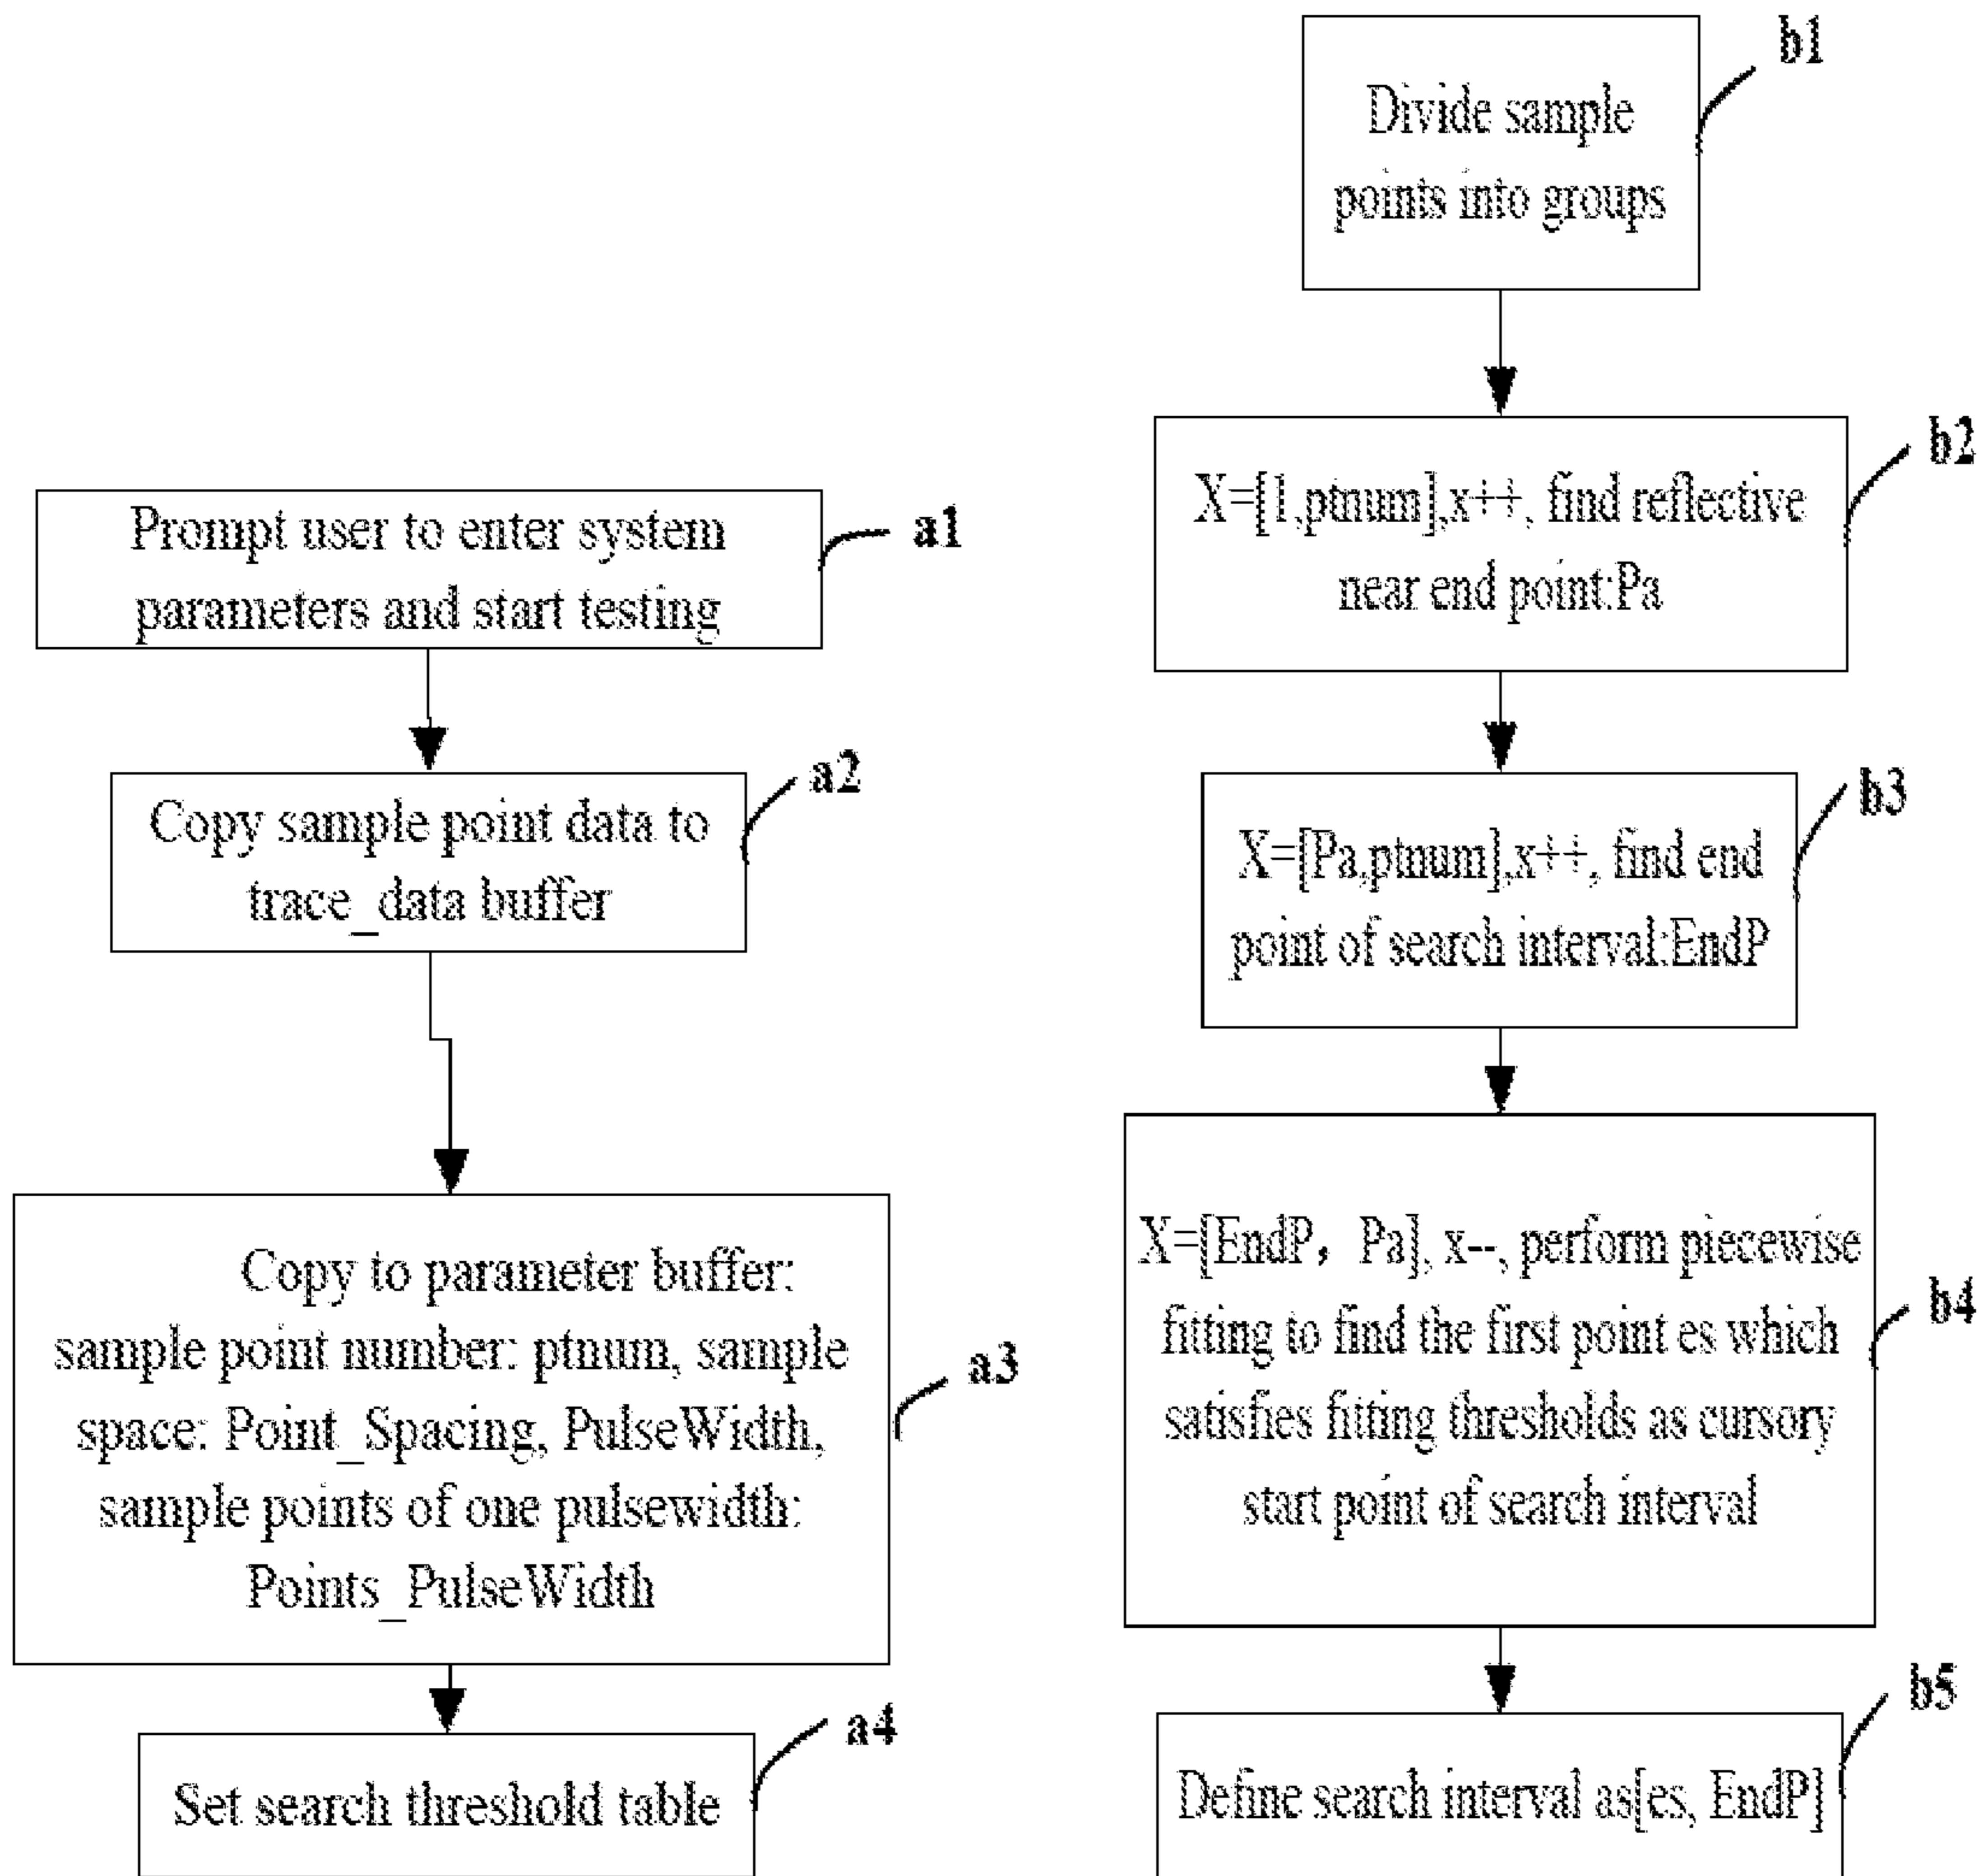 Prompt user to enter system
parameters and start testing
a1
Copy sample point data to
trace_data buffer
a2
Copy to parameter buffer:
sample point number: ptnum, sample
space: Point_Spacing, PulseWidth,
sample points of one pulsewidth:
Points_PulseWidth
a3
Set search threshold table
a4
Divide sample
points into groups
b1
X=[1,ptnum],x++, find reflective
near end point:Pa
b2
X=[Pa,ptnum],x++, find end
point of search interval:EndP
b3
X=[EndP，Pa], x--, perform piecewise
fitting to find the first point es which
satisfies fitting thresholds as cursory
start point of search interval
b4
Define search interval as[es, EndP]
b5